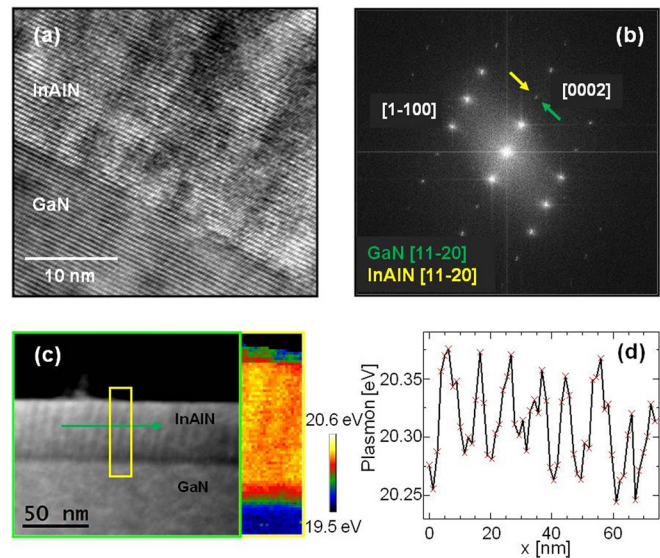 (a)
InAlN
GaN
10 nm
(b)
[1-100]
[0002]
GaN [11-20]
InAlN [11-20]
(c)
InAlN
GaN
50 nm
20.6 eV
19.5 eV
(d)
Plasmon [eV]
20.35
20.30
20.25
0 20 40 60
x [nm]